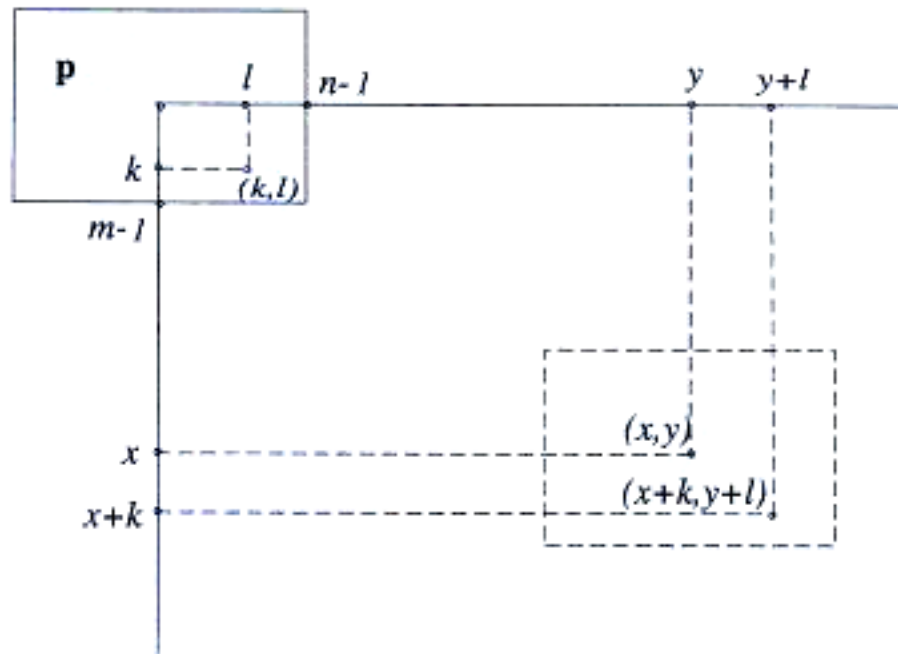 p
l n-1 y y+l
k
(k,l)
m-1
(x,y)
x
(x+k,y+l)
x+k